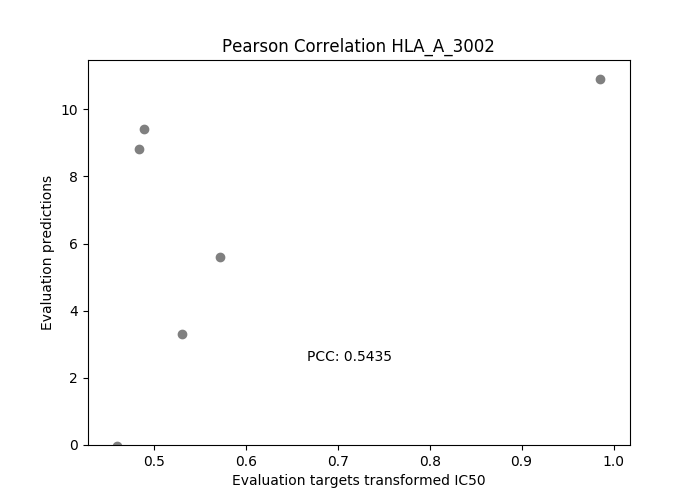 Pearson Correlation HLA_A_3002
Evaluation predictions
10
8
6
4
2
0
PCC: 0.5435
0.5 0.6 0.7 0.8 0.9 1.0
Evaluation targets transformed IC50